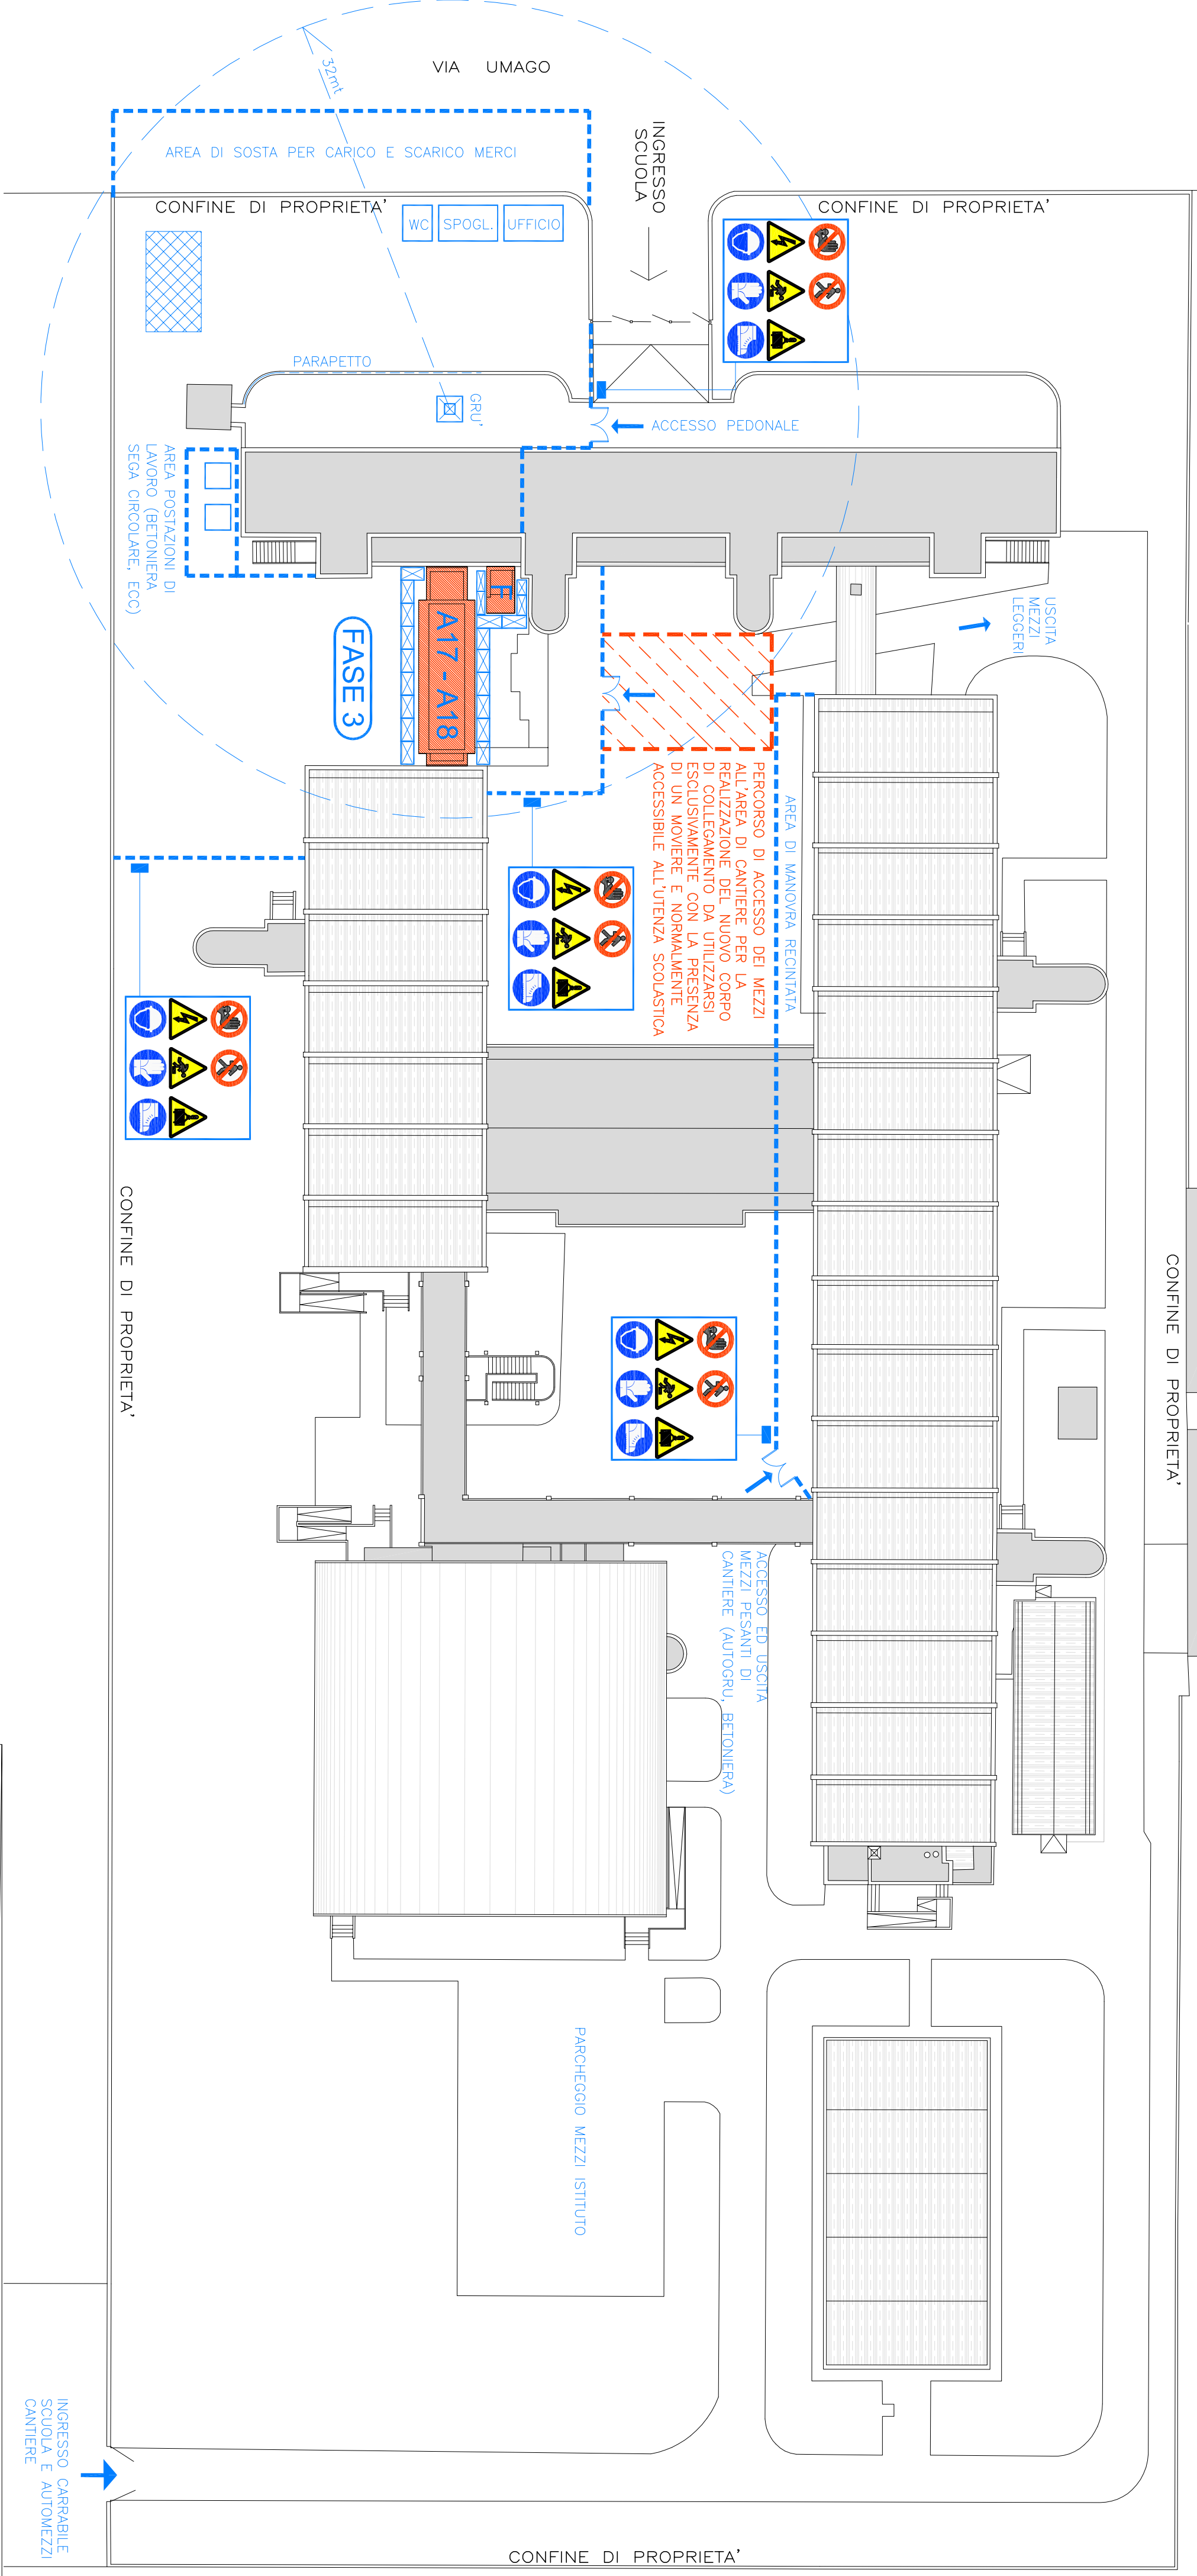 VIA UMAGO
32mt
INGRESSO
SCUOLA
AREA DI SOSTA PER CARICO E SCARICO MERCI
CONFINE DI PROPRIETA'
CONFINE DI PROPRIETA'
WC
SPOGL.
UFFICIO
PARAPETTO
GRU'
ACCESSO PEDONALE
AREA POSTAZIONI DI
LAVORO (BETONIERA
SEGA CIRCOLARE, ECC)
USCITA
MEZZI
LEGGERI
A17 - A18
FASE 3
PERCORSO DI ACCESSO DEI MEZZI
ALL'AREA DI CANTIERE PER LA
REALIZZAZIONE DEL NUOVO CORPO
DI COLLEGAMENTO DA UTILIZZARSI
ESCLUSIVAMENTE CON LA PRESENZA
DI UN MOVIERE E NORMALMENTE
ACCESSIBILE ALL'UTENZA SCOLASTICA
AREA DI MANOVRA RECINTATA
CONFINE DI PROPRIETA'
CONFINE DI PROPRIETA'
ACCESSO ED USCITA
MEZZI PESANTI DI
CANTIERE (AUTOGRU, BETONIERA)
PARCHEGGIO MEZZI ISTITUTO
INGRESSO CARRABILE
SCUOLA E AUTOMEZZI
CANTIERE
CONFINE DI PROPRIETA'